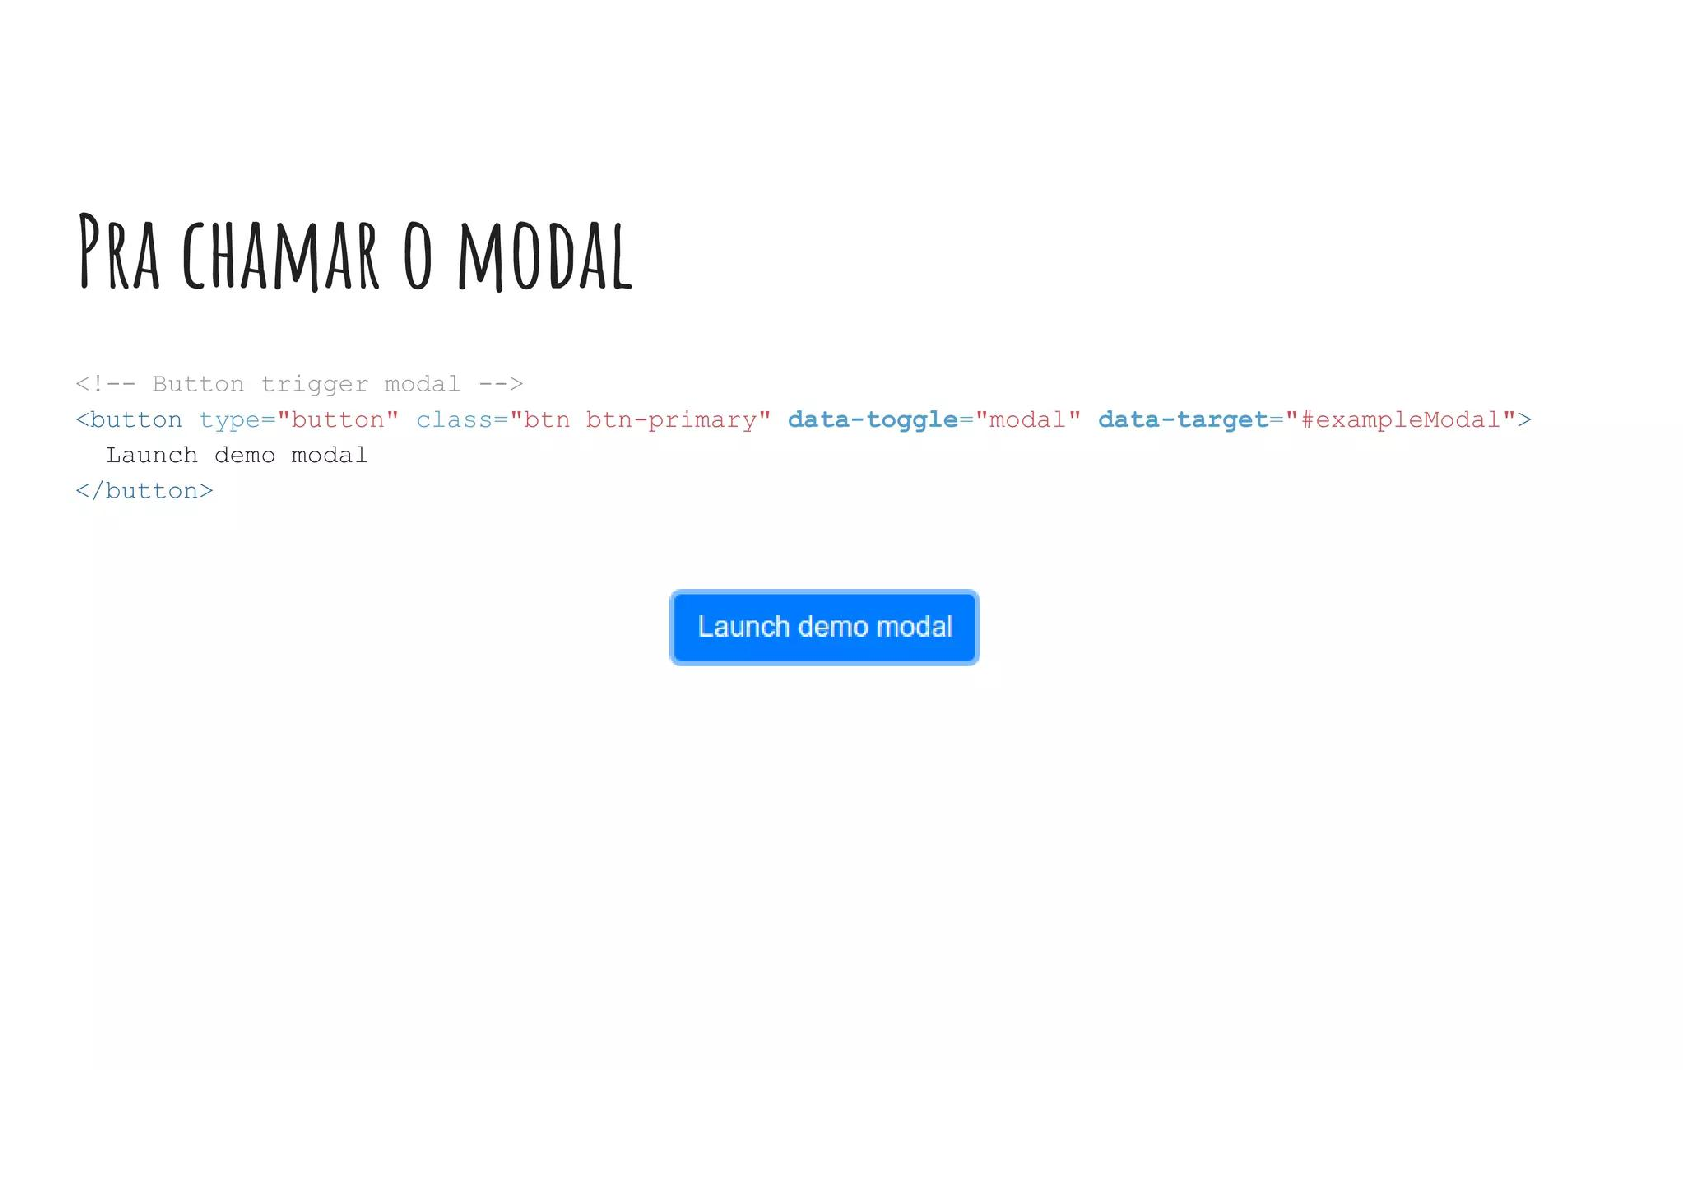 Pra chamar o modal
<!-- Button trigger modal -->
<button type="button" class="btn btn-primary" data-toggle="modal" data-target="#exampleModal">
  Launch demo modal
</button>
Launch demo modal